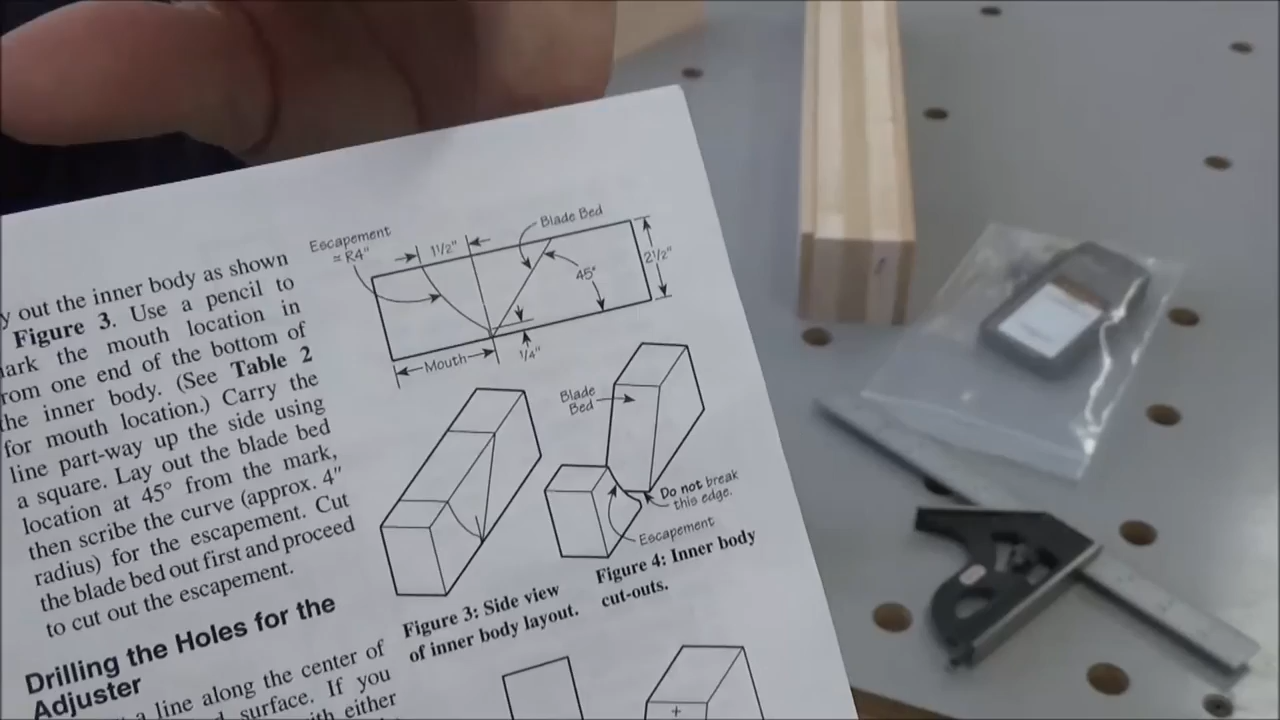 y out the inner body as shown
Figure 3. Use a pencil to
ark the mouth location in
rom one end of the bottom of
the inner body. (See Table 2
for mouth location.) Carry the
line part-way up the side using
a square. Lay out the blade bed
location at 45° from the mark,
then scribe the curve (approx. 4"
radius) for the escapement. Cut
the blade bed out first and proceed
to cut out the escapement.
Drilling the Holes for the
Adjuster
a line along the center of
surface. If you
with either
Escapement
≈ R4"
1½"
Blade Bed
2½"
45°
Mouth
¼"
Blade
Bed
Do not break
this edge.
Escapement
Figure 3: Side view
of inner body layout.
Figure 4: Inner body
cut-outs.